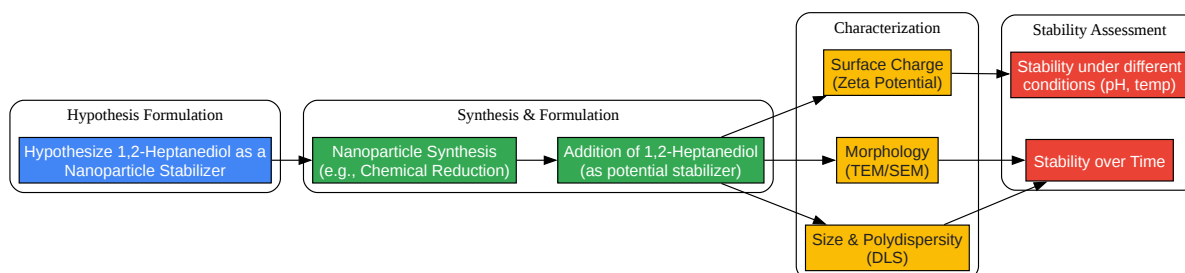 Hypothesis Formulation
Hypothesize 1,2-Heptanediol as a
Nanoparticle Stabilizer
Synthesis & Formulation
Nanoparticle Synthesis
(e.g., Chemical Reduction)
Addition of 1,2-Heptanediol
(as potential stabilizer)
Characterization
Surface Charge
(Zeta Potential)
Morphology
(TEM/SEM)
Size & Polydispersity
(DLS)
Stability Assessment
Stability under different
conditions (pH, temp)
Stability over Time